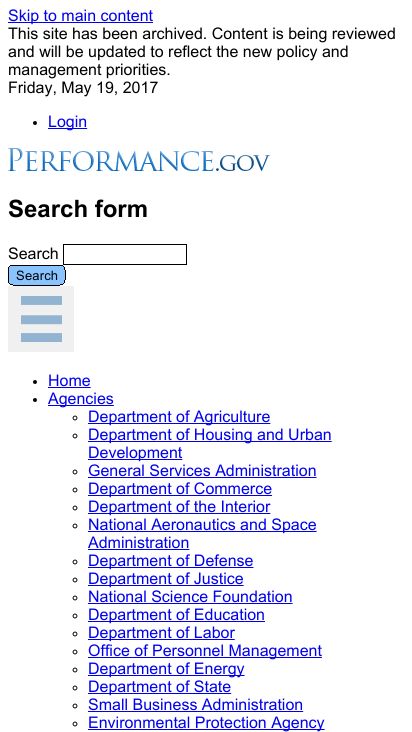 Skip to main content
This site has been archived. Content is being reviewed
and will be updated to reflect the new policy and
management priorities.
Friday, May 19, 2017
Login
PERFORMANCE.GOV
Search form
Search
Search
Home
Agencies
Department of Agriculture
Department of Housing and Urban
Development
General Services Administration
Department of Commerce
Department of the Interior
National Aeronautics and Space
Administration
Department of Defense
Department of Justice
National Science Foundation
Department of Education
Department of Labor
Office of Personnel Management
Department of Energy
Department of State
Small Business Administration
Environmental Protection Agency